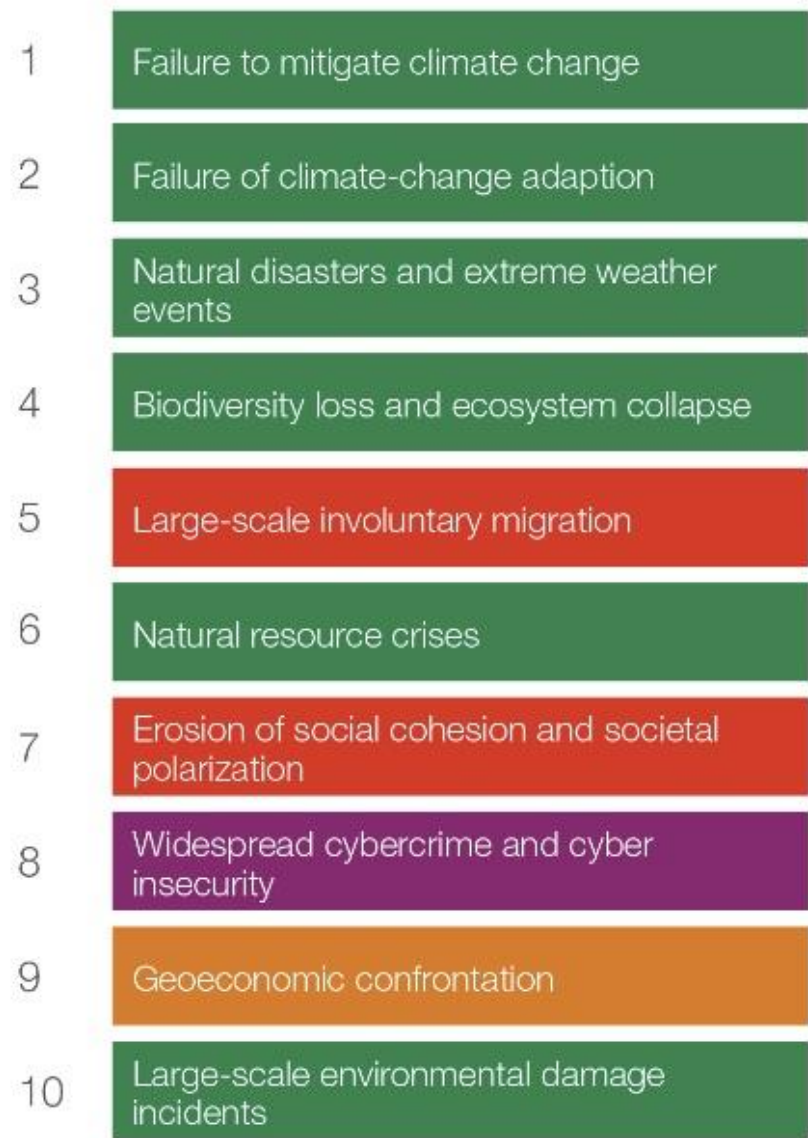 1
Failure to mitigate climate change
2
Failure of climate-change adaption
3
Natural disasters and extreme weather
events
4
Biodiversity loss and ecosystem collapse
5
Large-scale involuntary migration
6
Natural resource crises
7
Erosion of social cohesion and societal
polarization
8
Widespread cybercrime and cyber
insecurity
9
Geoeconomic confrontation
10
Large-scale environmental damage
incidents